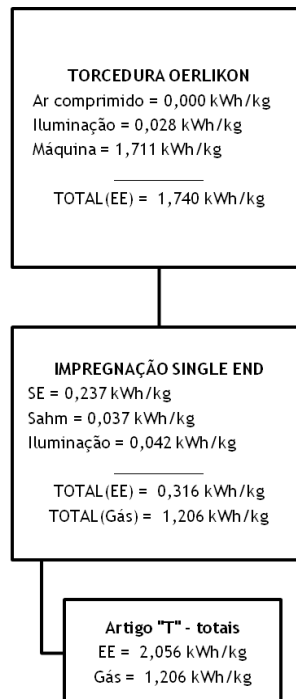 TORCEDURA OERLIKON
Ar comprimido = 0,000 kWh/kg
Iluminação = 0,028 kWh/kg
Máquina = 1,711 kWh/kg
TOTAL(EE) = 1,740 kWh/kg
IMPREGNAÇÃO SINGLE END
SE = 0,237 kWh/kg
Sahm = 0,037 kWh/kg
Iluminação = 0,042 kWh/kg
TOTAL(EE) = 0,316 kWh/kg
TOTAL(Gás) = 1,206 kWh/kg
Artigo "T" - totais
EE = 2,056 kWh/kg
Gás = 1,206 kWh/kg